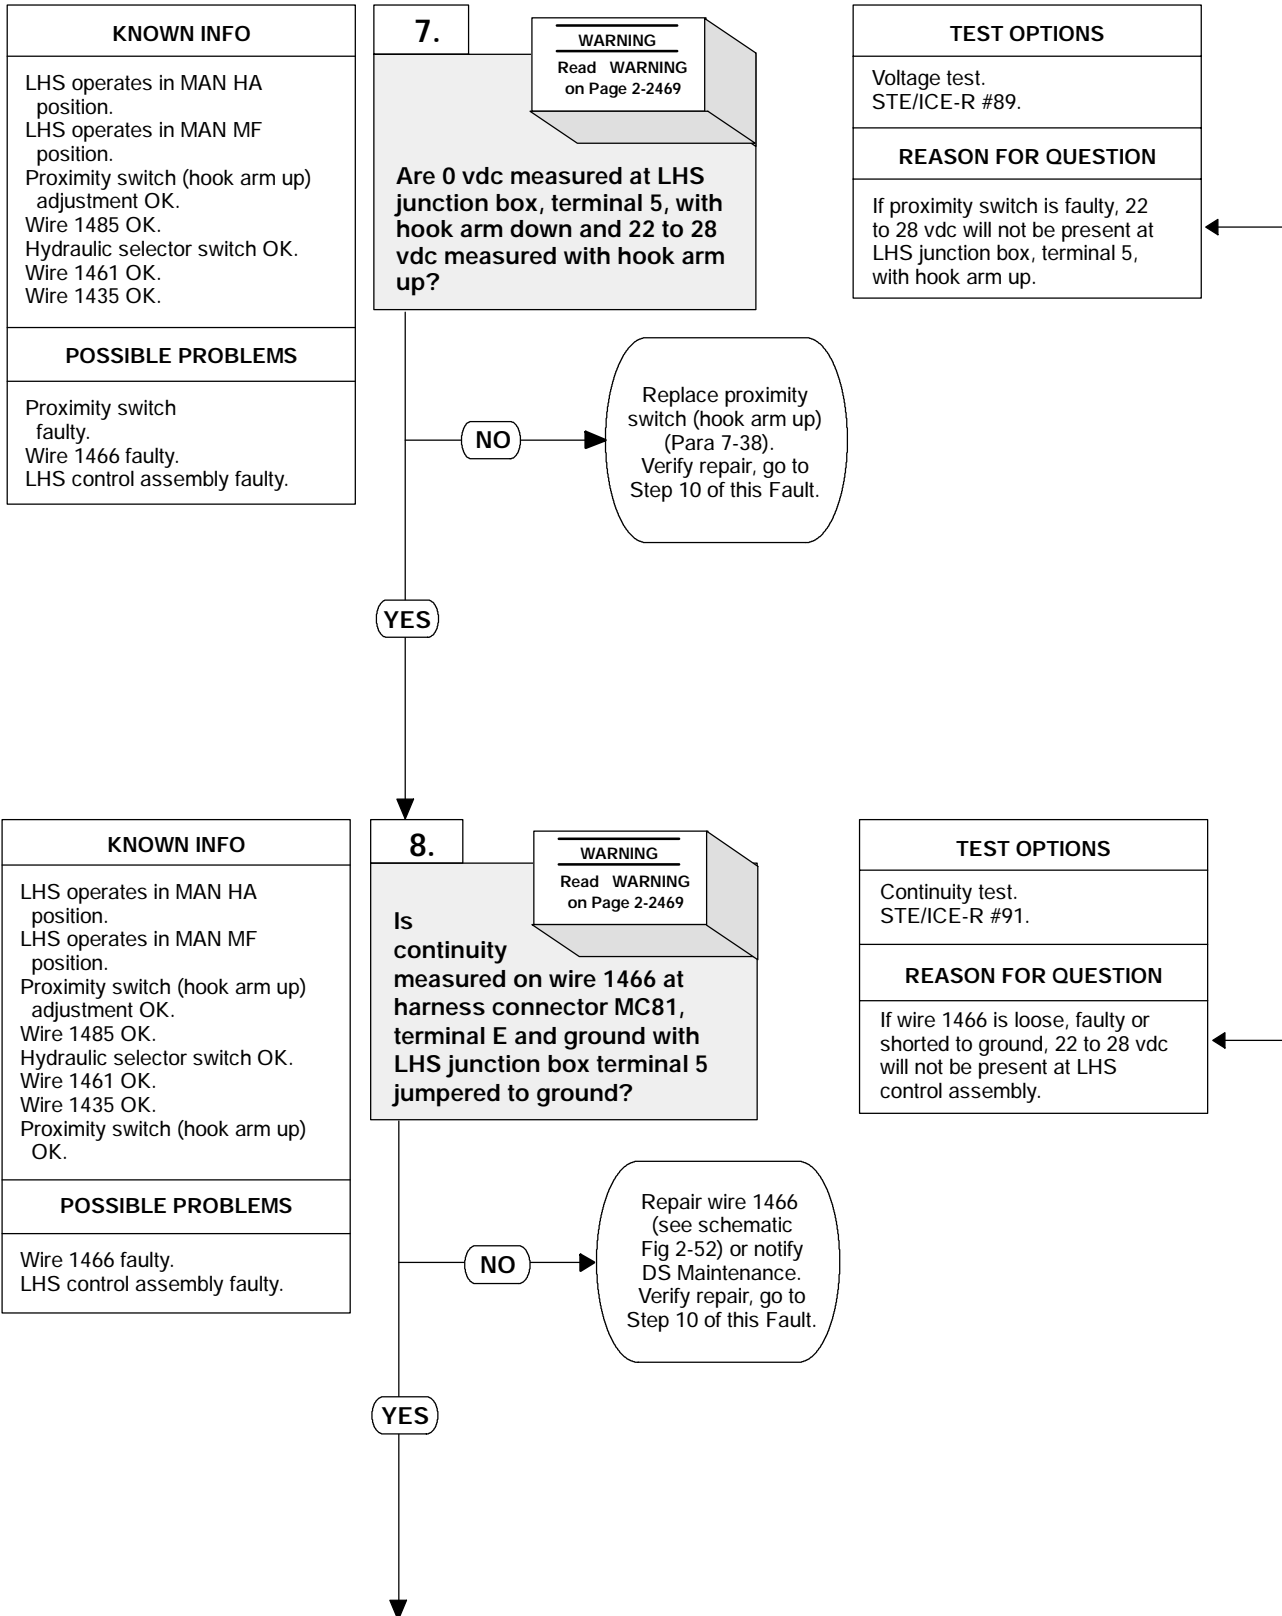 KNOWN INFO
LHS operates in MAN HA
position.
LHS operates in MAN MF
position.
Proximity switch (hook arm up)
adjustment OK.
Wire 1485 OK.
Hydraulic selector switch OK.
Wire 1461 OK.
Wire 1435 OK.
POSSIBLE PROBLEMS
Proximity switch
faulty.
Wire 1466 faulty.
LHS control assembly faulty.
7.
WARNING
Read WARNING
on Page 2-2469
Are 0 vdc measured at LHS
junction box, terminal 5, with
hook arm down and 22 to 28
vdc measured with hook arm
up?
TEST OPTIONS
Voltage test.
STE/ICE-R #89.
REASON FOR QUESTION
If proximity switch is faulty, 22
to 28 vdc will not be present at
LHS junction box, terminal 5,
with hook arm up.
NO
Replace proximity
switch (hook arm up)
(Para 7-38).
Verify repair, go to
Step 10 of this Fault.
YES
KNOWN INFO
LHS operates in MAN HA
position.
LHS operates in MAN MF
position.
Proximity switch (hook arm up)
adjustment OK.
Wire 1485 OK.
Hydraulic selector switch OK.
Wire 1461 OK.
Wire 1435 OK.
Proximity switch (hook arm up)
OK.
POSSIBLE PROBLEMS
Wire 1466 faulty.
LHS control assembly faulty.
8.
WARNING
Read WARNING
on Page 2-2469
Is
continuity
measured on wire 1466 at
harness connector MC81,
terminal E and ground with
LHS junction box terminal 5
jumpered to ground?
TEST OPTIONS
Continuity test.
STE/ICE-R #91.
REASON FOR QUESTION
If wire 1466 is loose, faulty or
shorted to ground, 22 to 28 vdc
will not be present at LHS
control assembly.
NO
Repair wire 1466
(see schematic
Fig 2-52) or notify
DS Maintenance.
Verify repair, go to
Step 10 of this Fault.
YES